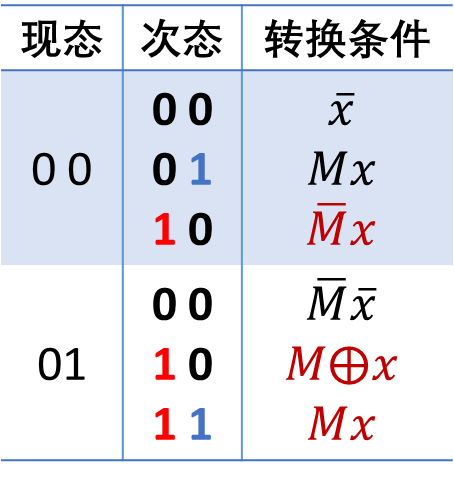 现态 次态 转换条件
0 0 x̄
0 0 0 1 Mx
1 0 M̅x
0 0 M̅x̄
01 1 0 M⊕x
1 1 Mx